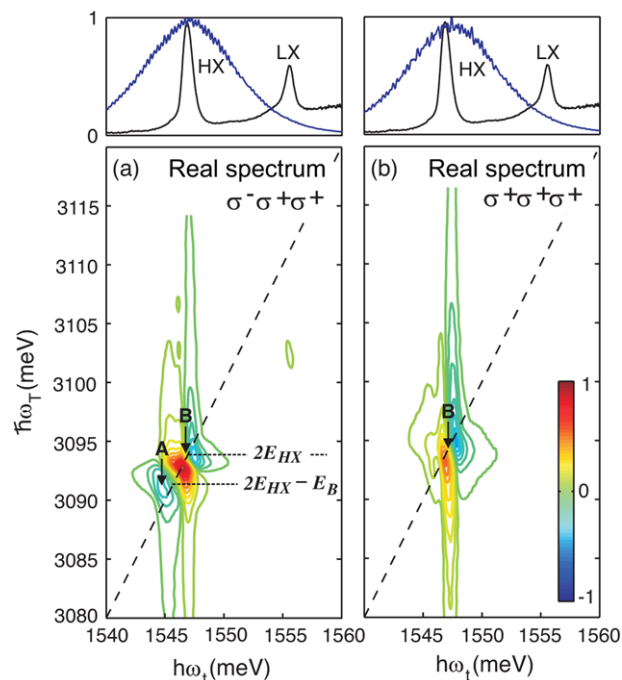 1
0
HX
LX
HX
LX
(a)
Real spectrum
σ⁻σ⁺σ⁺
(b)
Real spectrum
σ⁺σ⁺σ⁺
ℏω_T(meV)
3115
3110
3105
3100
3095
3090
3085
3080
A
B
2E_HX
2E_HX − E_B
B
1
0
-1
1540
1545
1550
1555
1560
1545
1550
1555
1560
hω_t(meV)
hω_t(meV)